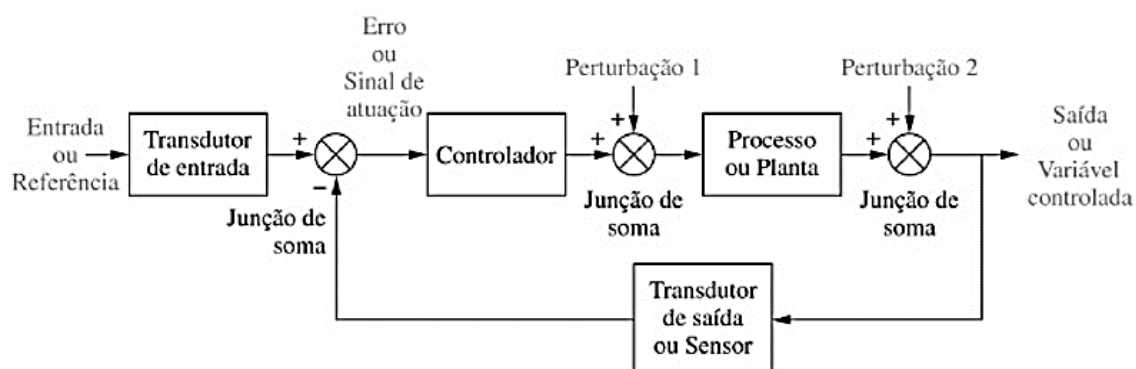 Erro
ou
Sinal de
atuação
Perturbação 1
Perturbação 2
Entrada
ou
Referência
Transdutor
de entrada
+
−
Junção de
soma
Controlador
+
+
Junção de
soma
Processo
ou Planta
+
+
Junção de
soma
Saída
ou
Variável
controlada
Transdutor
de saída
ou Sensor